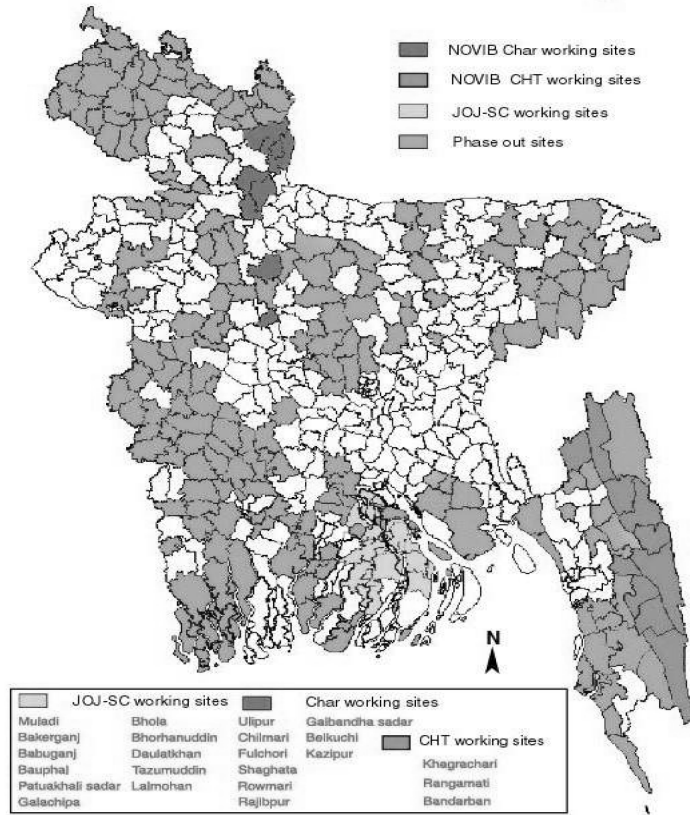 NOVIB Char working sites
NOVIB CHT working sites
JOJ-SC working sites
Phase out sites
N
JOJ-SC working sites
Muladi
Bakerganj
Babuganj
Bauphal
Patuakhali sadar
Galachipa
Bhola
Bhorhanuddin
Daulatkhan
Tazumuddin
Lalmohan
Char working sites
Ulipur
Chilmari
Fulchori
Shaghata
Rowmari
Rajibpur
Gaibandha sadar
Belkuchi
Kazipur
CHT working sites
Khagrachari
Rangamati
Bandarban